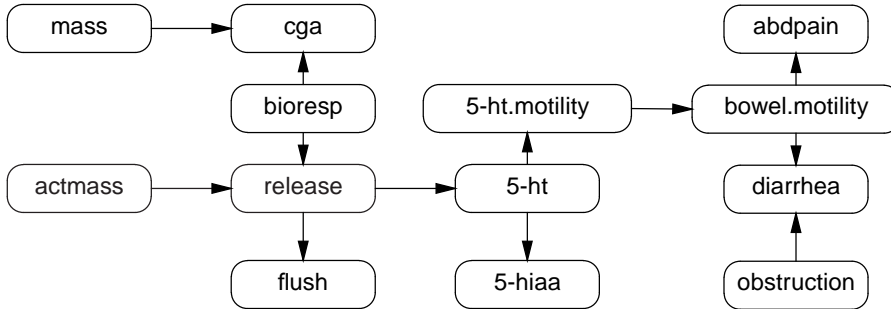 mass
cga
abdpain
bioresp
5-ht.motility
bowel.motility
actmass
release
5-ht
diarrhea
flush
5-hiaa
obstruction